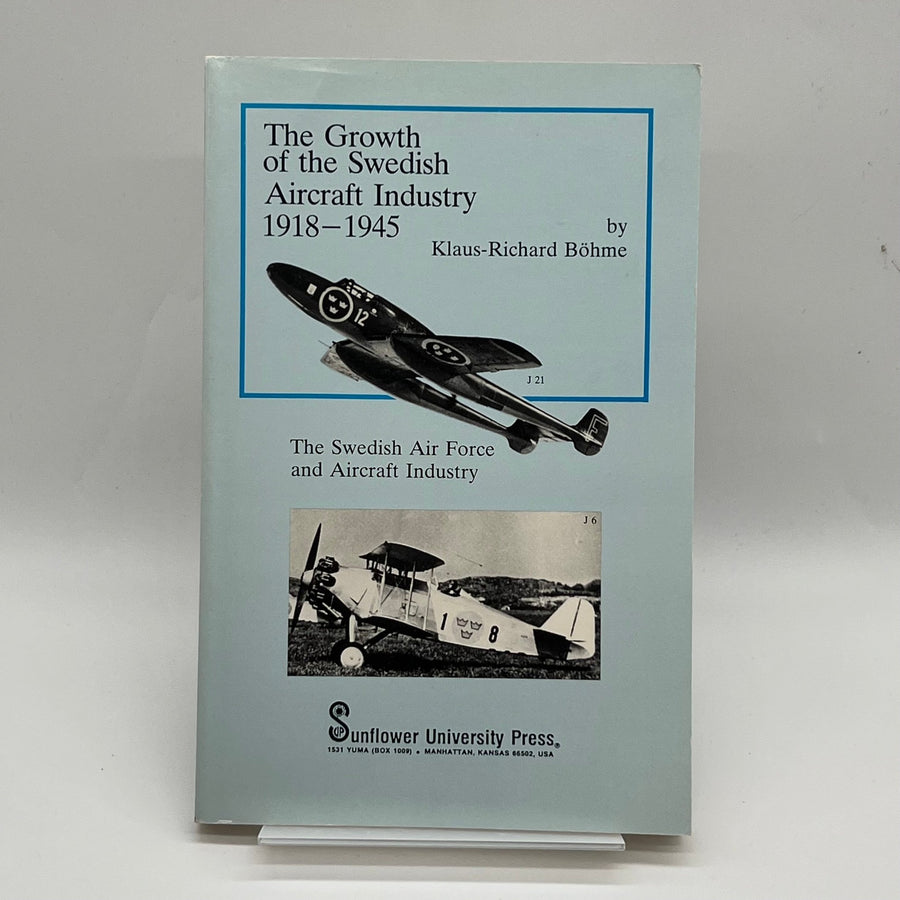 The Growth
of the Swedish
Aircraft Industry
1918–1945
by
Klaus-Richard Böhme
12
J 21
The Swedish Air Force
and Aircraft Industry
J 6
1 8
Sunflower University Press®
1531 YUMA (BOX 1009) • MANHATTAN, KANSAS 66502, USA